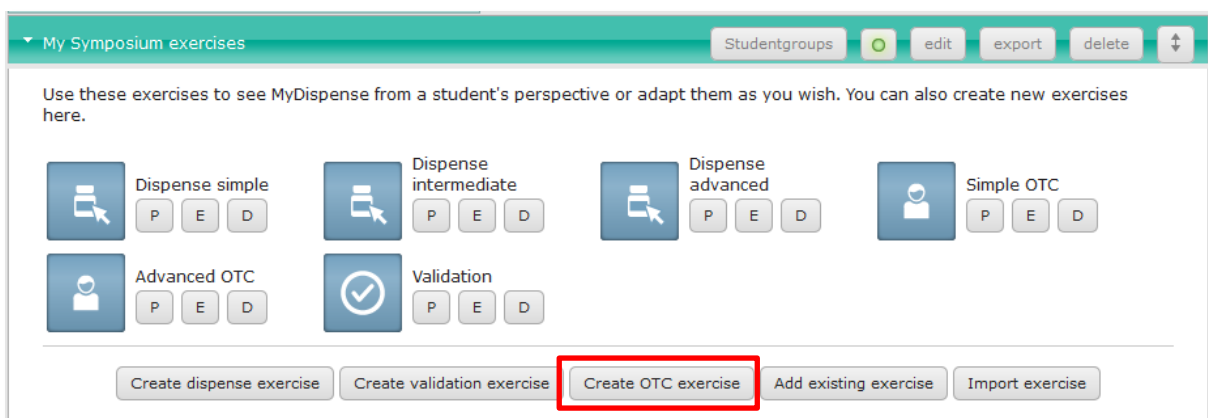 My Symposium exercises Studentgroups edit export delete
Use these exercises to see MyDispense from a student's perspective or adapt them as you wish. You can also create new exercises
here.
Dispense simple
P E D
Dispense
intermediate
P E D
Dispense
advanced
P E D
Simple OTC
P E D
Advanced OTC
P E D
Validation
P E D
Create dispense exercise Create validation exercise Create OTC exercise Add existing exercise Import exercise